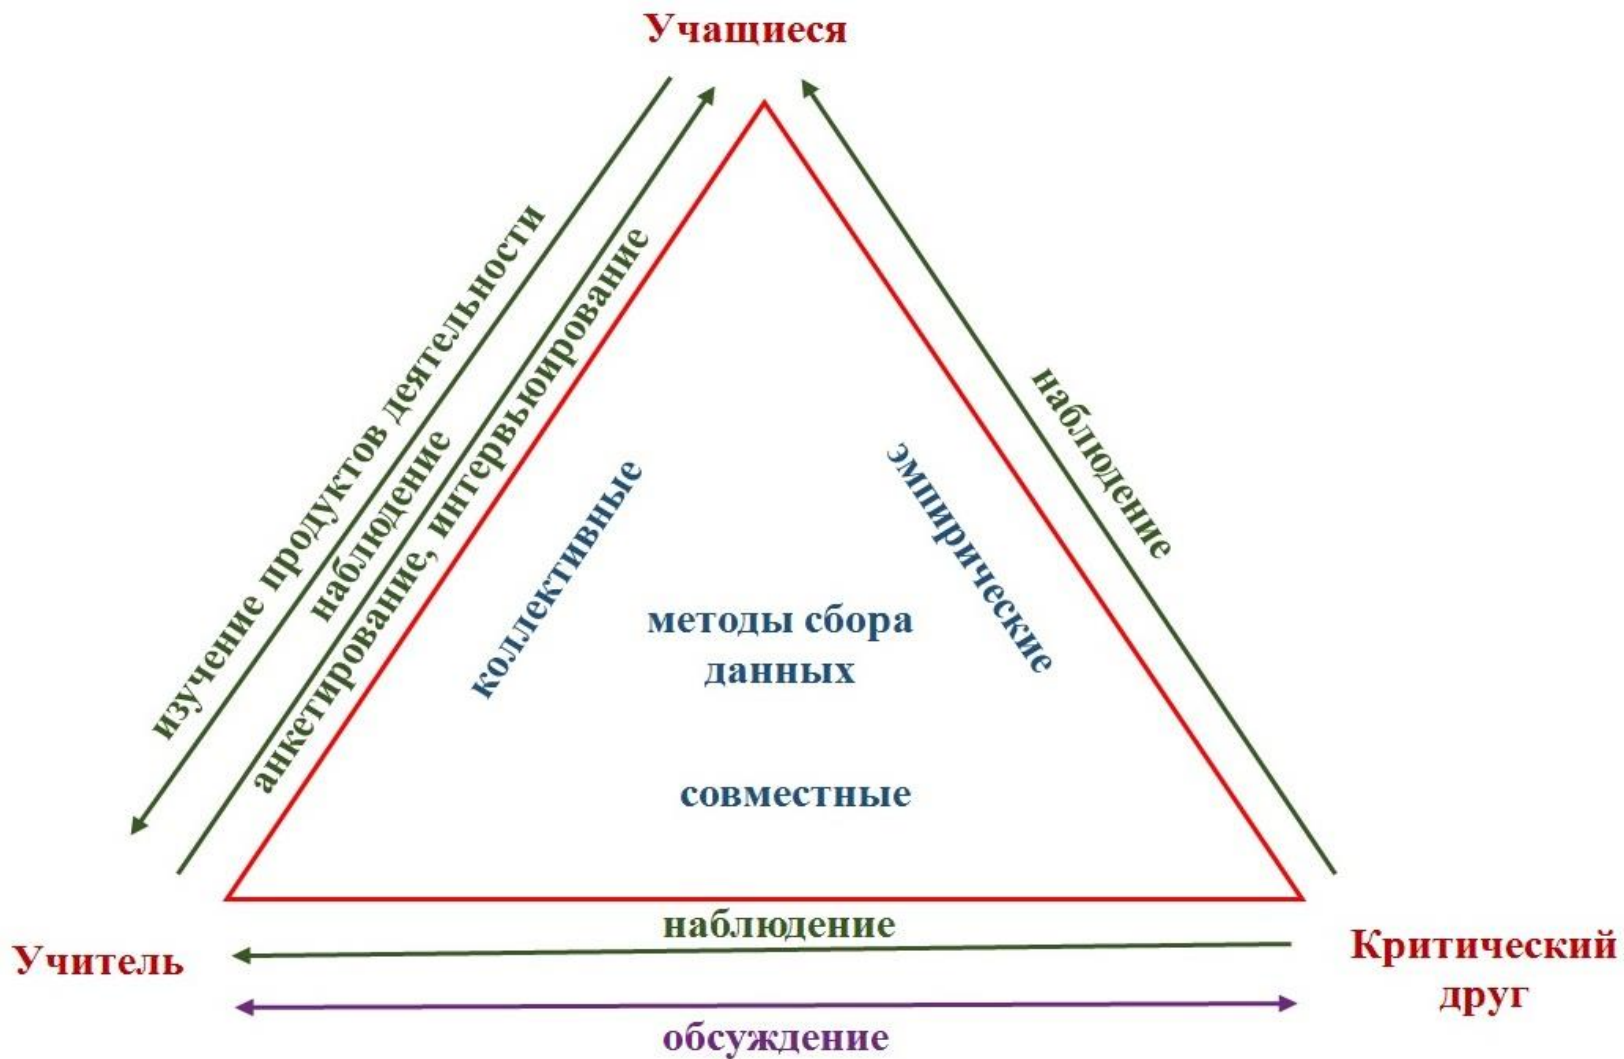 Учащиеся
изучение продуктов деятельности
наблюдение
анкетирование, интервьюирование
коллективные
эмпирические
наблюдение
методы сбора
данных
совместные
наблюдение
Учитель
Критический
друг
обсуждение